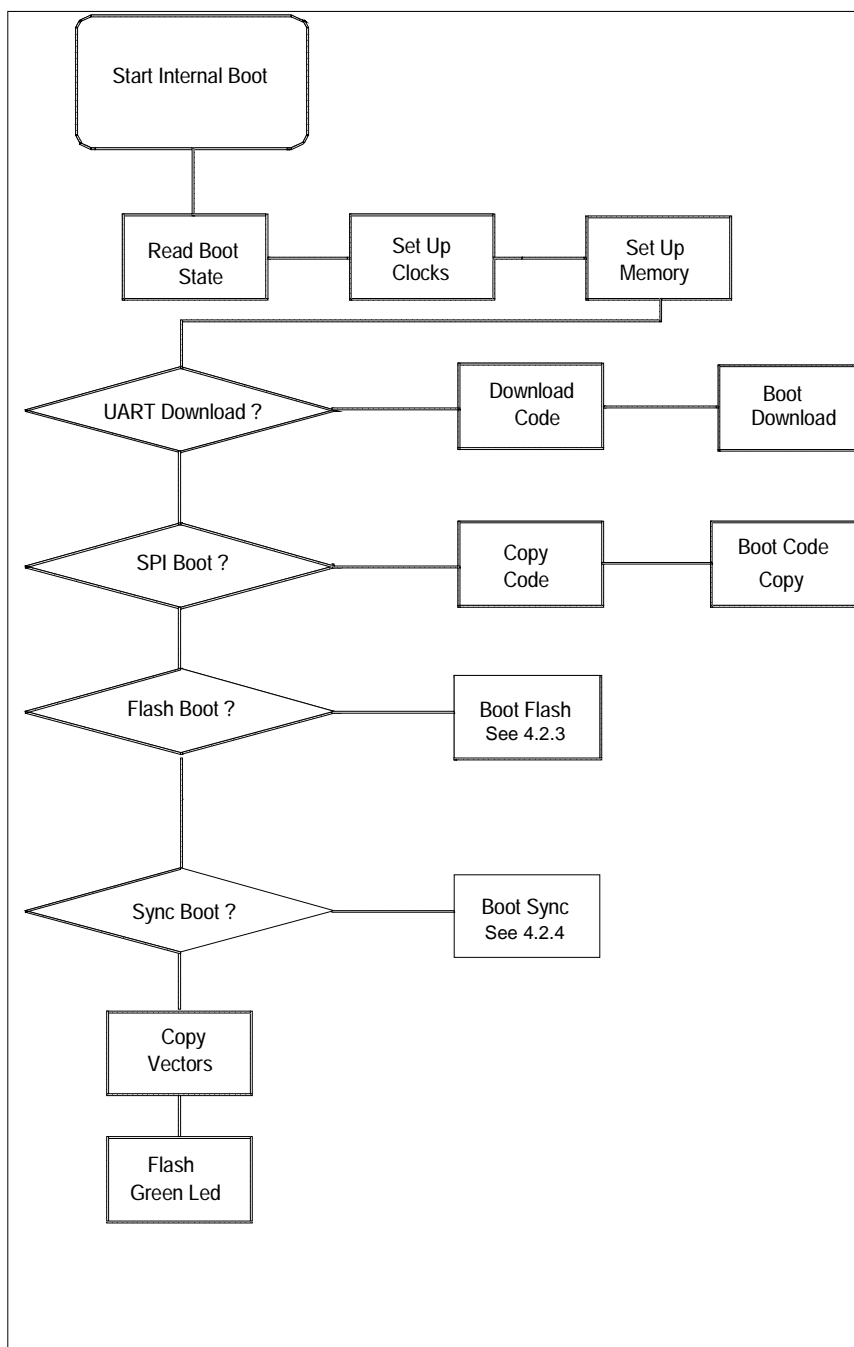 Start Internal Boot
Read Boot
State
Set Up
Clocks
Set Up
Memory
UART Download ?
Download
Code
Boot
Download
SPI Boot ?
Copy
Code
Boot Code
Copy
Flash Boot ?
Boot Flash
See 4.2.3
Sync Boot ?
Boot Sync
See 4.2.4
Copy
Vectors
Flash
Green Led